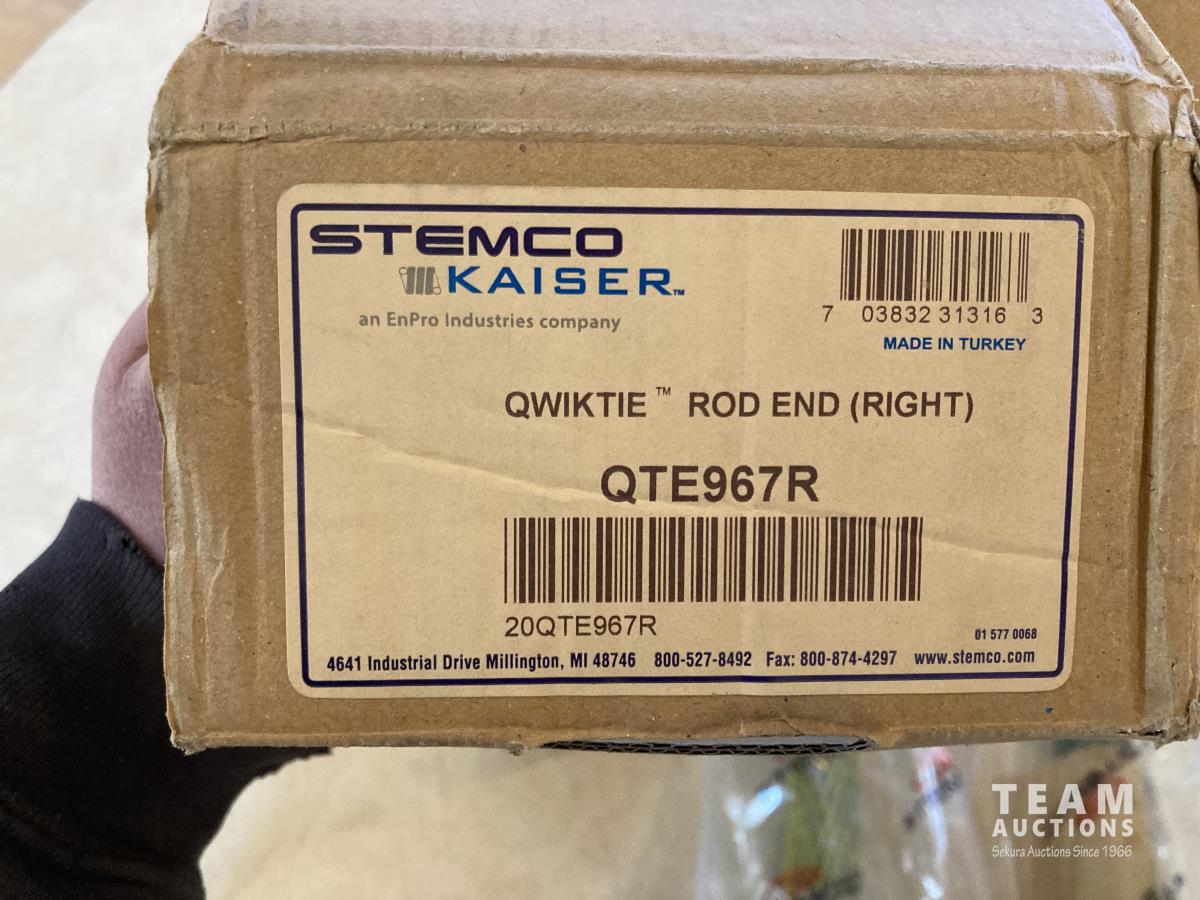 STEMCO
KAISER™
an EnPro Industries company
7 03832 31316 3
MADE IN TURKEY
QWIKTIE™ ROD END (RIGHT)
QTE967R
20QTE967R
01 577 0068
4641 Industrial Drive Millington, MI 48746 800-527-8492 Fax: 800-874-4297 www.stemco.com
TEAM
AUCTIONS
Sekura Auctions Since 1966